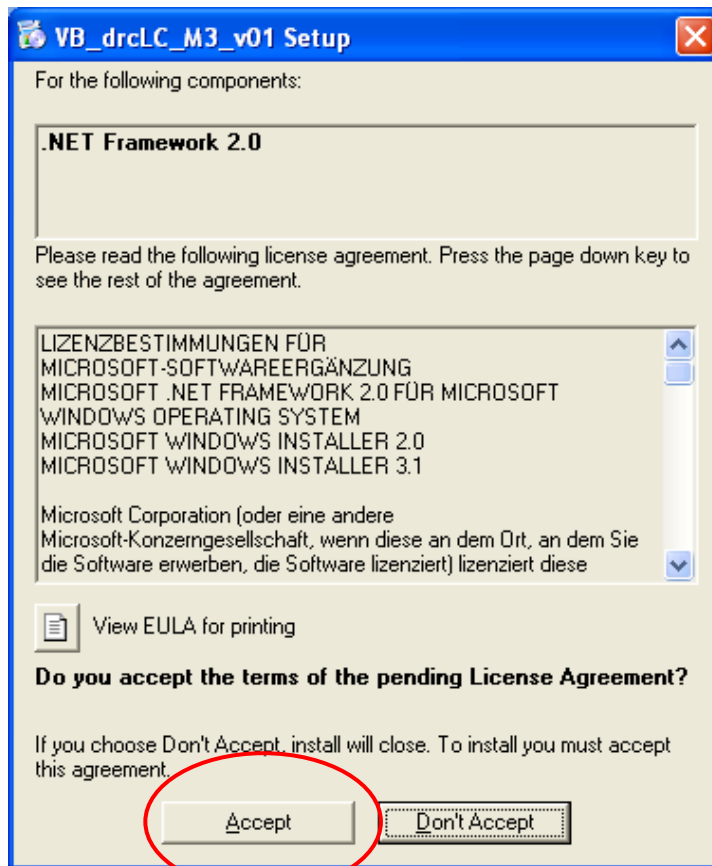 VB_drcLC_M3_v01 Setup
For the following components:
.NET Framework 2.0
Please read the following license agreement. Press the page down key to
see the rest of the agreement.
LIZENZBESTIMMUNGEN FÜR
MICROSOFT-SOFTWAREERGÄNZUNG
MICROSOFT .NET FRAMEWORK 2.0 FÜR MICROSOFT
WINDOWS OPERATING SYSTEM
MICROSOFT WINDOWS INSTALLER 2.0
MICROSOFT WINDOWS INSTALLER 3.1
Microsoft Corporation (oder eine andere
Microsoft-Konzerngesellschaft, wenn diese an dem Ort, an dem Sie
die Software erwerben, die Software lizenziert) lizenziert diese
View EULA for printing
Do you accept the terms of the pending License Agreement?
If you choose Don't Accept, install will close. To install you must accept
this agreement.
Accept Don't Accept